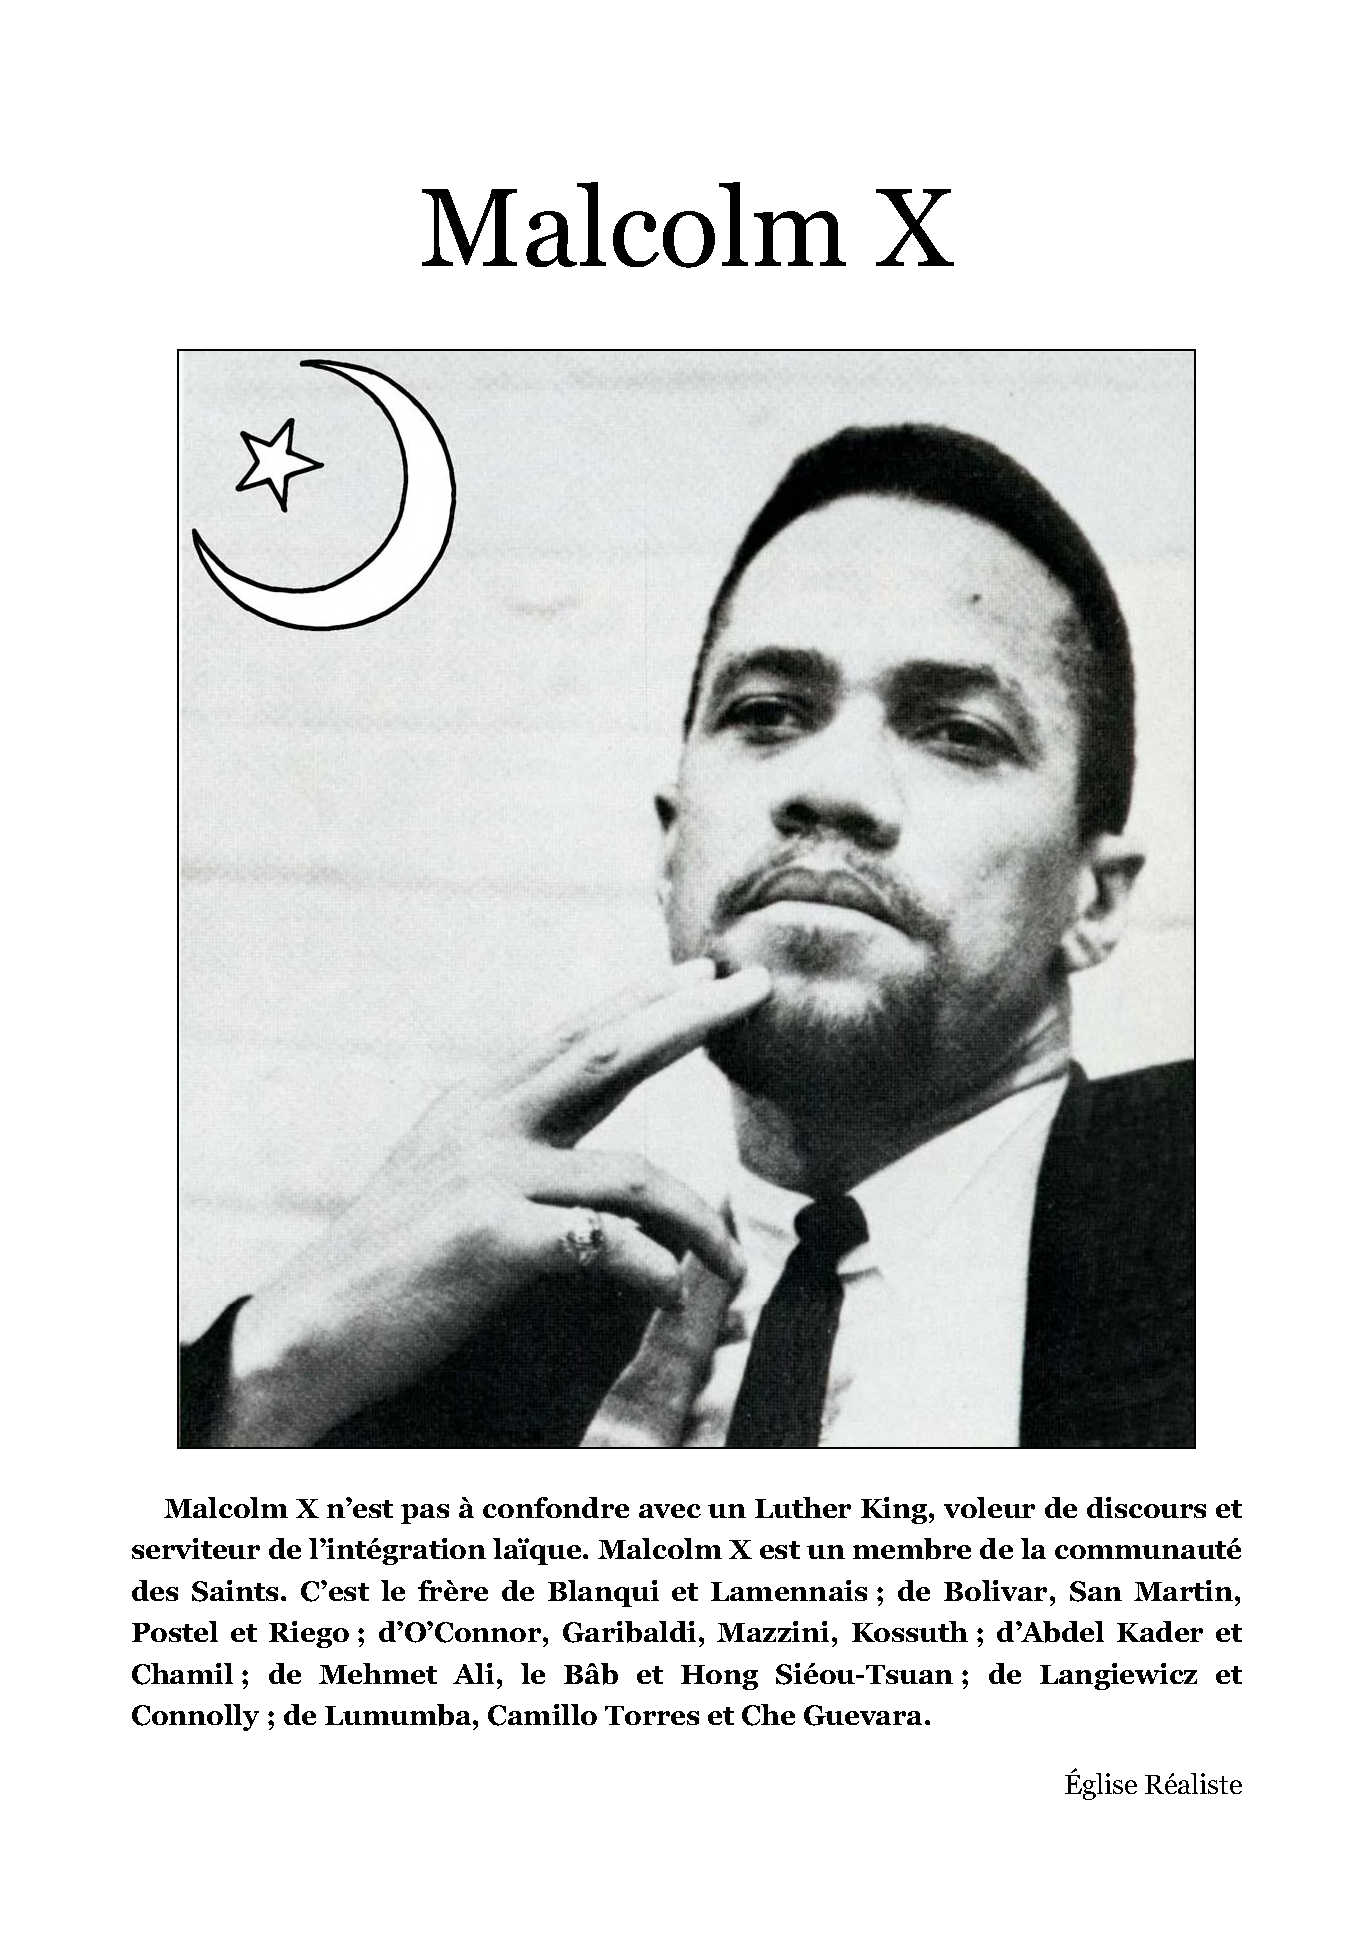 Malcolm X
Malcolm X n’est pas à confondre avec un Luther King, voleur de discours et
serviteur de l’intégration laïque. Malcolm X est un membre de la communauté
des Saints. C’est le frère de Blanqui et Lamennais ; de Bolivar, San Martin,
Postel et Riego ; d’O’Connor, Garibaldi, Mazzini, Kossuth ; d’Abdel Kader et
Chamil ; de Mehmet Ali, le Bâb et Hong Siéou-Tsuan ; de Langiewicz et
Connolly ; de Lumumba, Camillo Torres et Che Guevara.
Église Réaliste